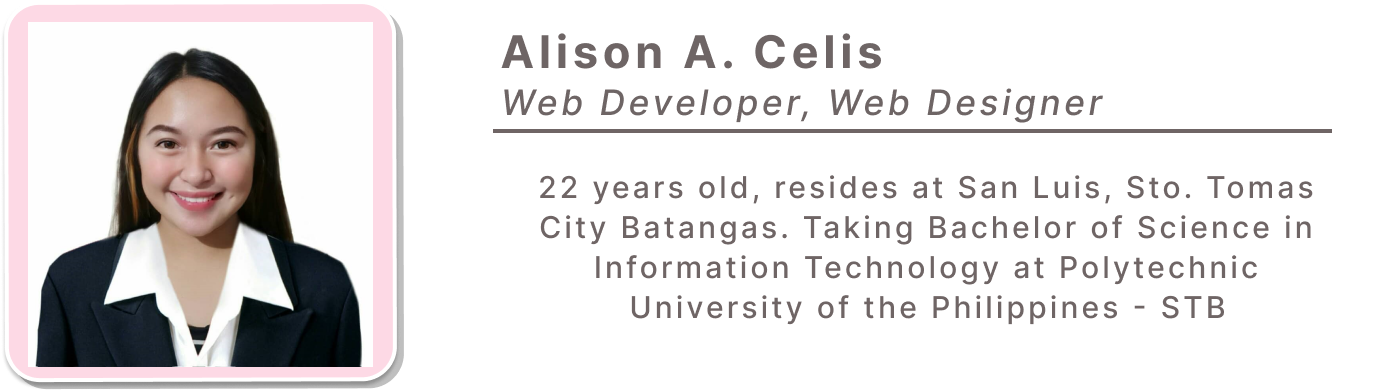 Alison A. Celis
Web Developer, Web Designer
22 years old, resides at San Luis, Sto. Tomas
City Batangas. Taking Bachelor of Science in
Information Technology at Polytechnic
University of the Philippines - STB